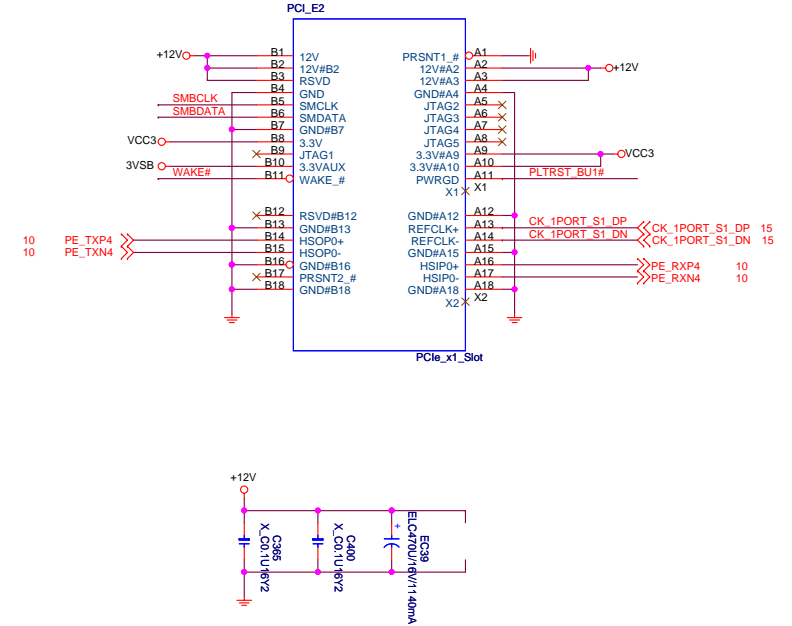 PCI_E2
+12V B1 12V PRSNT1_# A1
B2 12V#B2 12V#A2 A2 +12V
B3 RSVD 12V#A3 A3
B4 GND GND#A4 A4
SMBCLK B5 SMCLK JTAG2 A5
SMBDATA B6 SMDATA JTAG3 A6
B7 GND#B7 JTAG4 A7
VCC3 B8 3.3V JTAG5 A8
B9 JTAG1 3.3V#A9 A9 VCC3
3VSB B10 3.3VAUX 3.3V#A10 A10
WAKE# B11 WAKE_# PWRGD A11 PLTRST_BU1#
X1 X1
B12 RSVD#B12 GND#A12 A12
B13 GND#B13 REFCLK+ A13 CK_1PORT_S1_DP CK_1PORT_S1_DP 15
10 PE_TXP4 B14 HSOP0+ REFCLK- A14 CK_1PORT_S1_DN CK_1PORT_S1_DN 15
10 PE_TXN4 B15 HSOP0- GND#A15 A15
B16 GND#B16 HSIP0+ A16 PE_RXP4 10
B17 PRSNT2_# HSIP0- A17 PE_RXN4 10
B18 GND#B18 GND#A18 A18
X2 X2
PCIe_x1_Slot
+12V
C365
X_C0.1U16Y2
C400
X_C0.1U16Y2
+
EC39
ELC470U/16V/1140mA